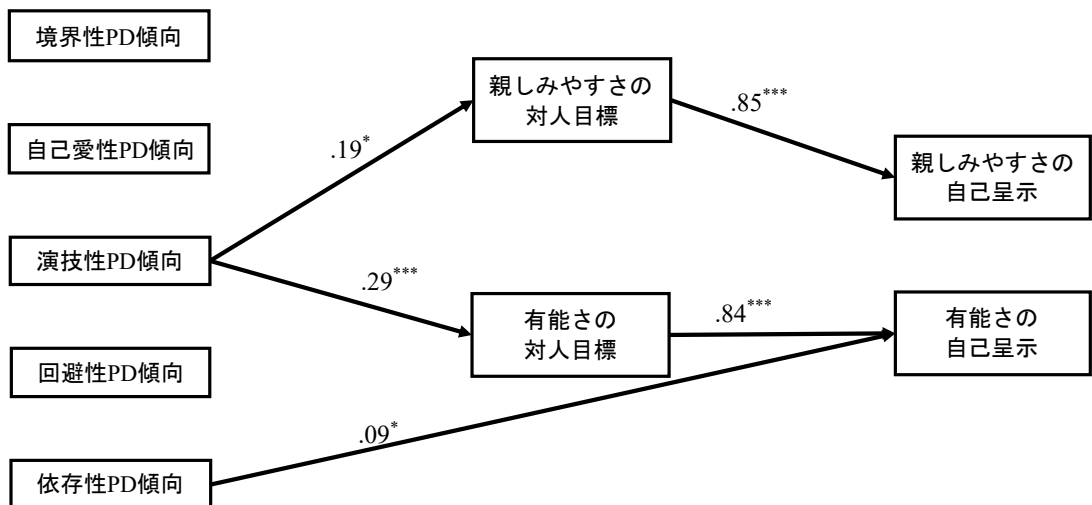 境界性PD傾向
自己愛性PD傾向
演技性PD傾向
回避性PD傾向
依存性PD傾向
.19*
.29***
.09*
親しみやすさの
対人目標
有能さの
対人目標
.85***
.84***
親しみやすさの
自己呈示
有能さの
自己呈示